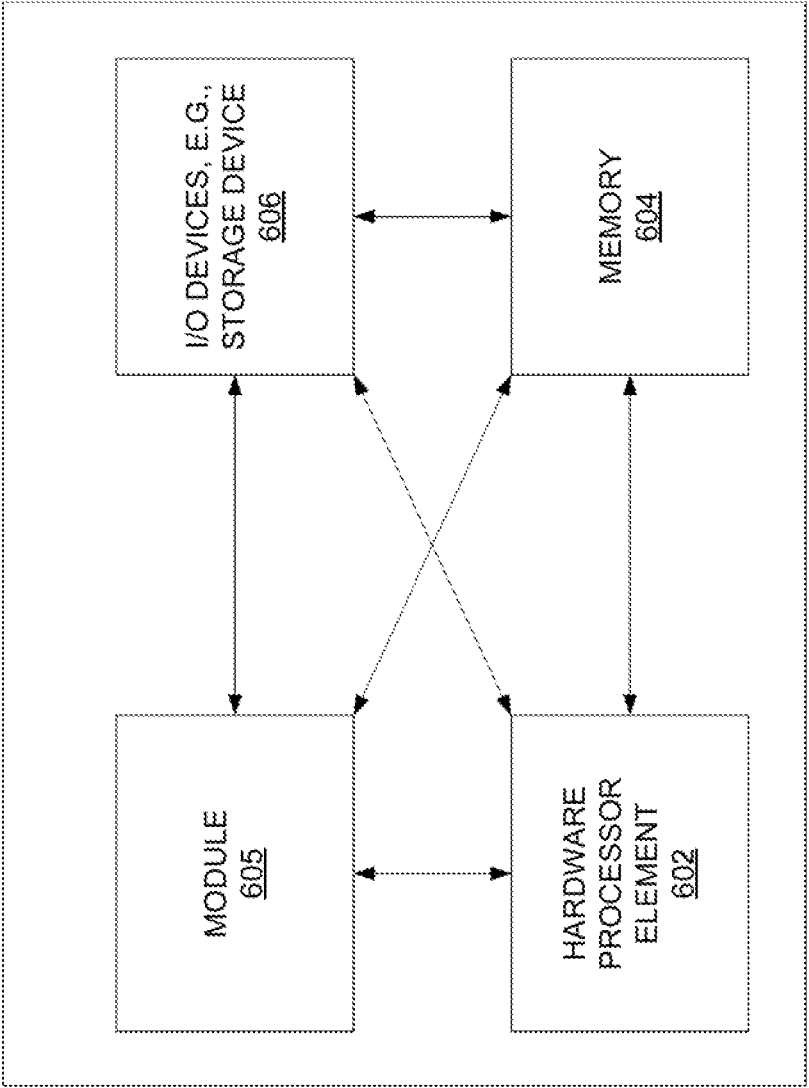 MODULE
605
I/O DEVICES, E.G.,
STORAGE DEVICE
606
HARDWARE
PROCESSOR
ELEMENT
602
MEMORY
604